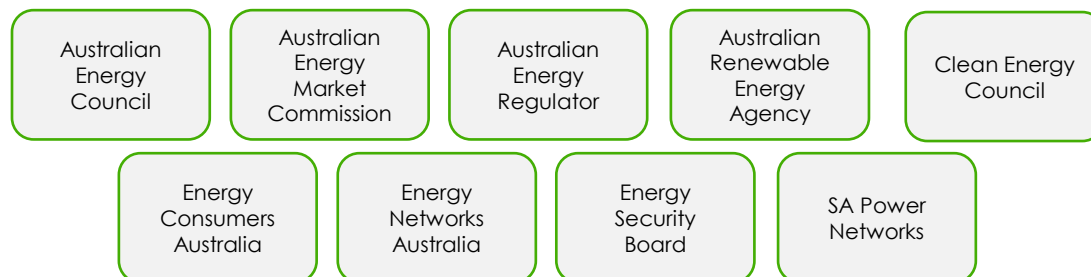 Australian
Energy
Council
Australian
Energy
Market
Commission
Australian
Energy
Regulator
Australian
Renewable
Energy
Agency
Clean Energy
Council
Energy
Consumers
Australia
Energy
Networks
Australia
Energy
Security
Board
SA Power
Networks